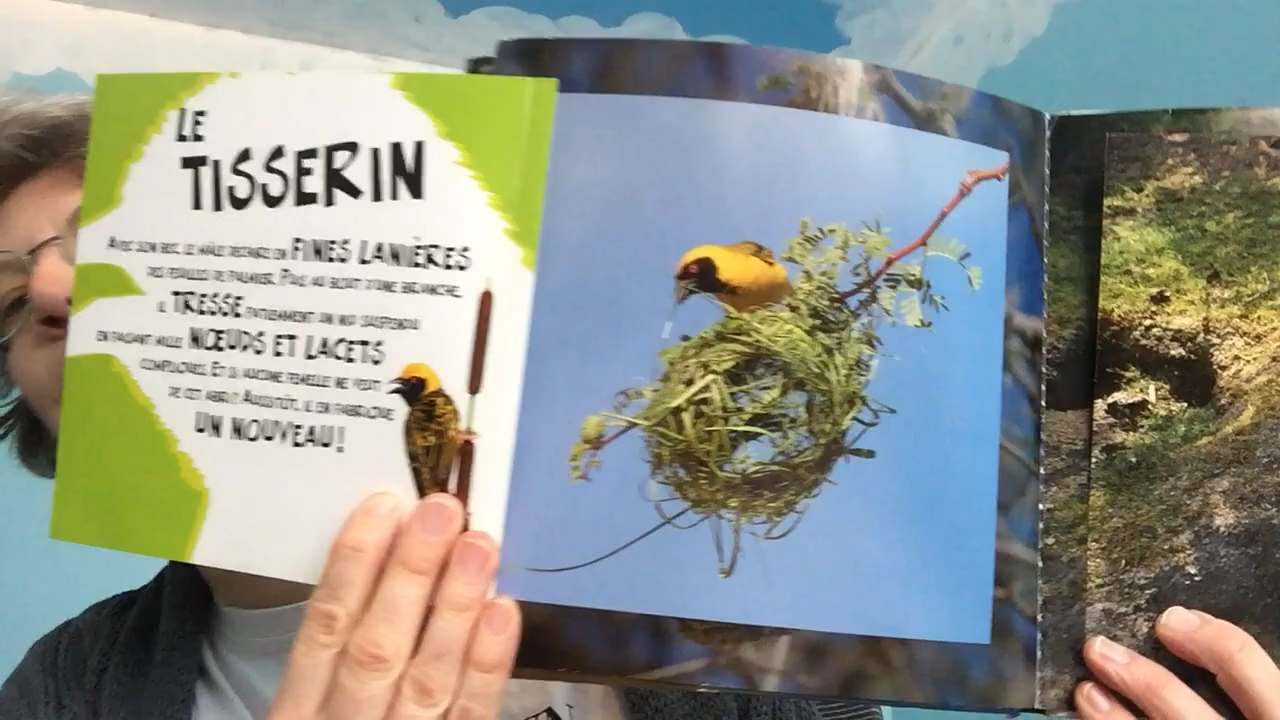 LE
TISSERIN
AVEC SON BEC, LE MÂLE DÉCOUPE EN FINES LANIÈRES
DES FEUILLES DE PALMIER. PUIS AU BOUT D'UNE BRANCHE,
IL TRESSE PATIEMMENT UN NID SUSPENDU
EN FAISANT MILLE NŒUDS ET LACETS
COMPLIQUÉS. ET SI AUCUNE FEMELLE NE VEUT
DE CET ABRI ? AUSSITÔT, IL EN FABRIQUE
UN NOUVEAU !